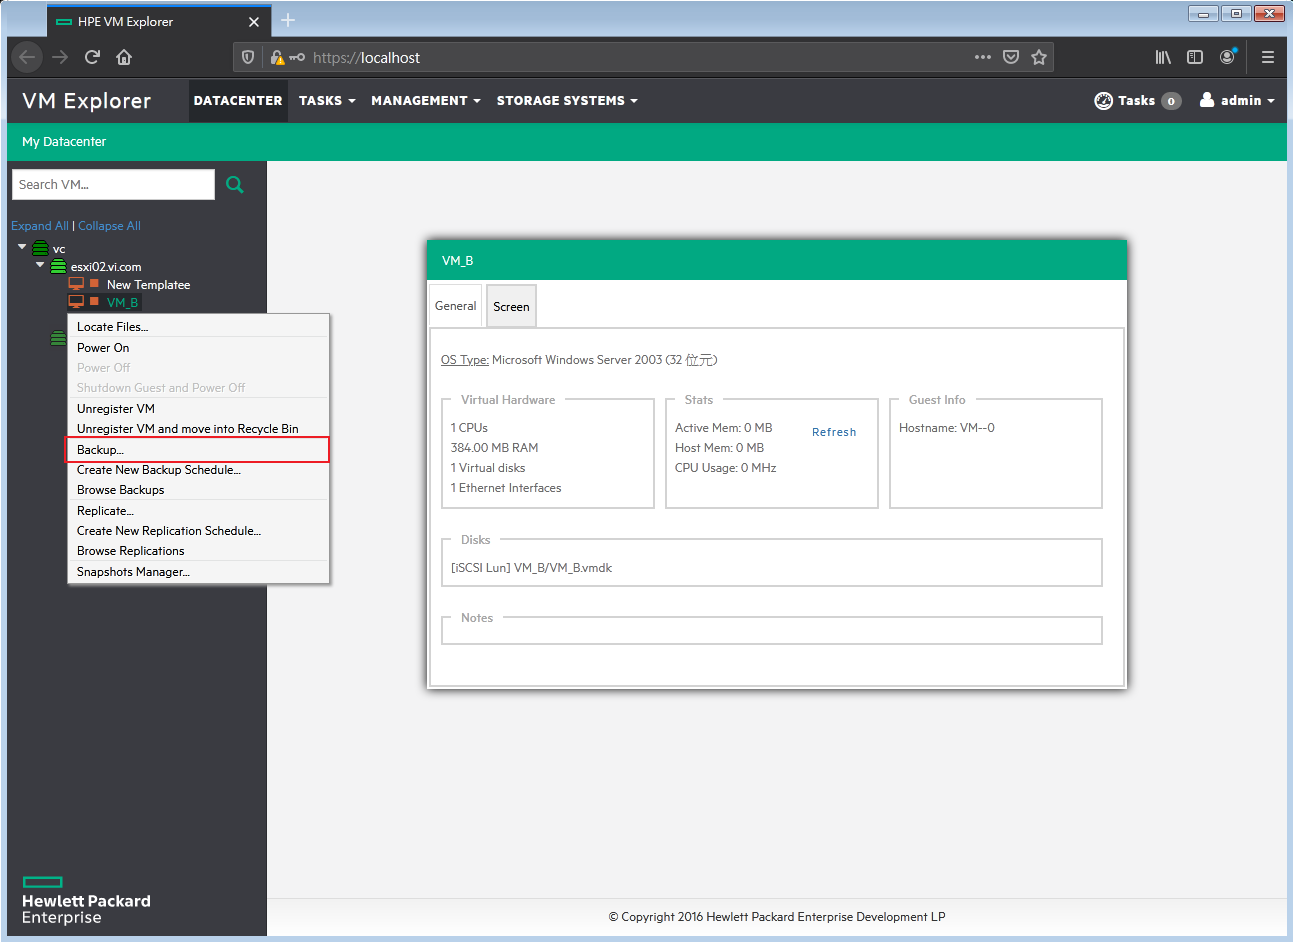 HPE VM Explorer
https://localhost
VM Explorer
DATACENTER
TASKS
MANAGEMENT
STORAGE SYSTEMS
Tasks 0
admin
My Datacenter
Search VM...
Expand All | Collapse All
vc
esxi02.vi.com
New Templatee
VM_B
Locate Files...
Power On
Power Off
Shutdown Guest and Power Off
Unregister VM
Unregister VM and move into Recycle Bin
Backup...
Create New Backup Schedule...
Browse Backups
Replicate...
Create New Replication Schedule...
Browse Replications
Snapshots Manager...
VM_B
General
Screen
OS Type: Microsoft Windows Server 2003 (32 位元)
Virtual Hardware
1 CPUs
384.00 MB RAM
1 Virtual disks
1 Ethernet Interfaces
Stats
Active Mem: 0 MB
Host Mem: 0 MB
CPU Usage: 0 MHz
Refresh
Guest Info
Hostname: VM--0
Disks
[iSCSI Lun] VM_B/VM_B.vmdk
Notes
Hewlett Packard
Enterprise
© Copyright 2016 Hewlett Packard Enterprise Development LP